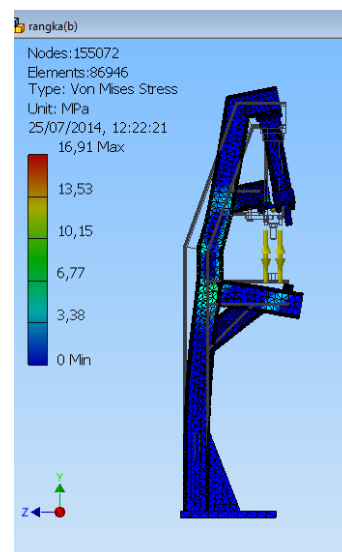 rangka(b)
Nodes:155072
Elements:86946
Type: Von Mises Stress
Unit: MPa
25/07/2014, 12:22:21
16,91 Max
13,53
10,15
6,77
3,38
0 Min
Y
Z